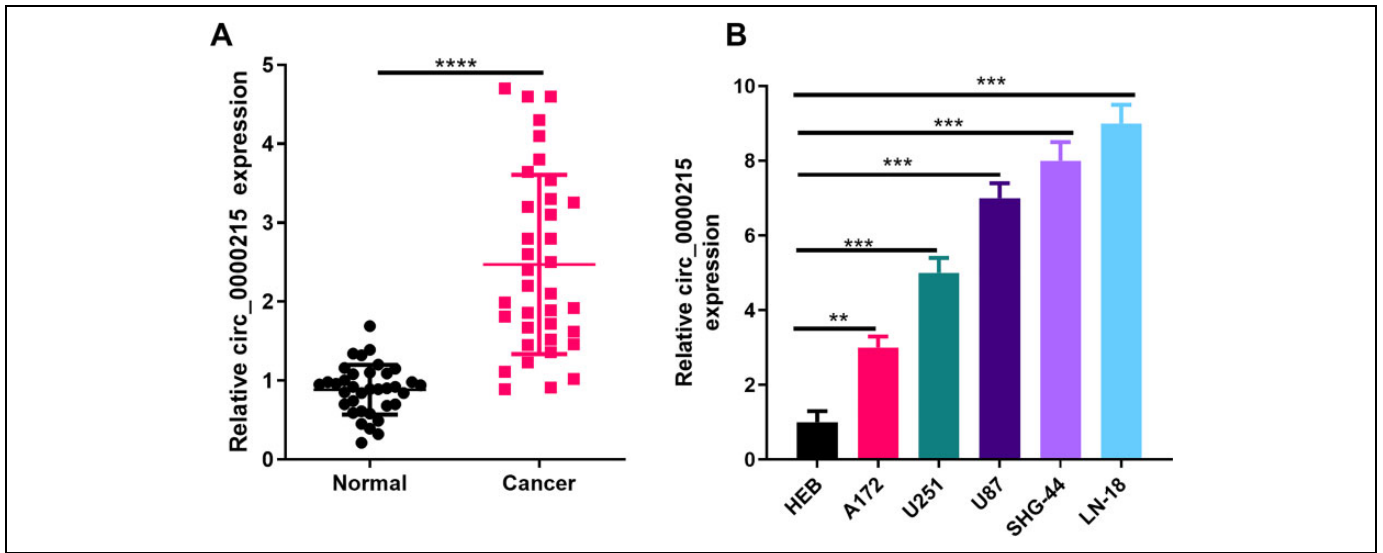 A
Relative circ_0000215 expression
5
4
3
2
1
0
****
Normal
Cancer
B
Relative circ_0000215
expression
10
8
6
4
2
0
***
***
***
***
**
HEB
A172
U251
U87
SHG-44
LN-18